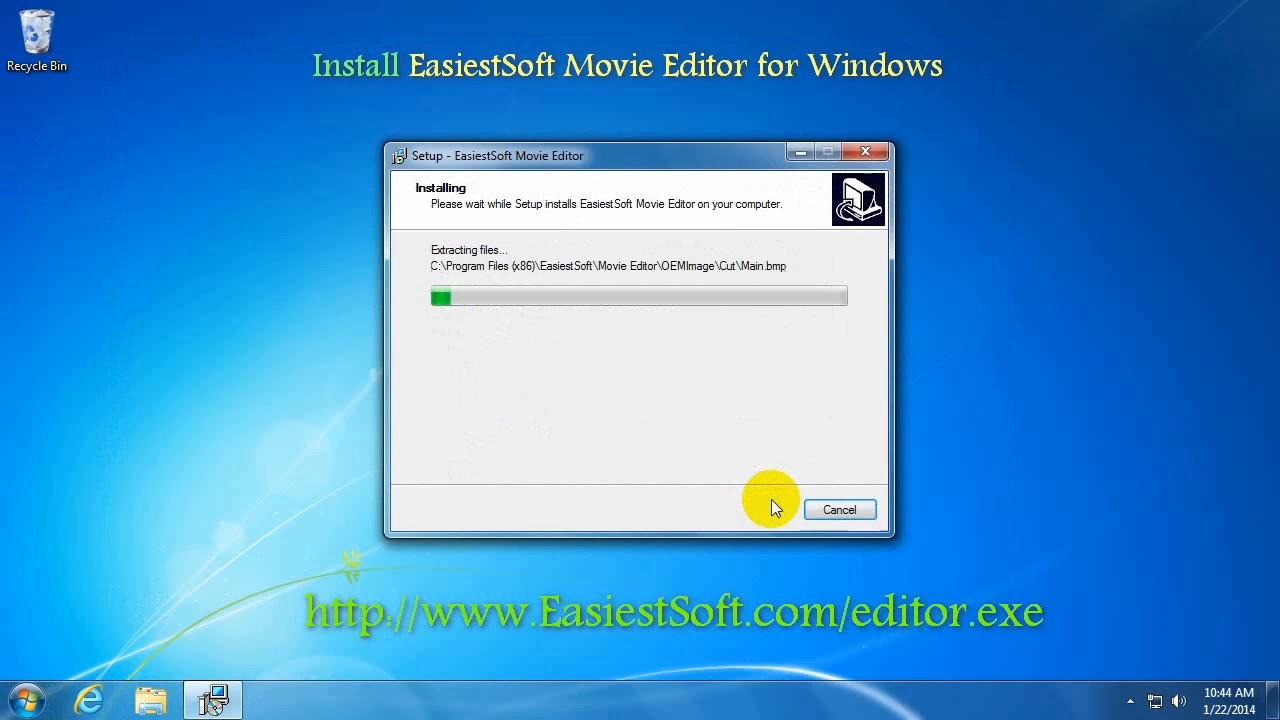 Recycle Bin
Install EasiestSoft Movie Editor for Windows
Setup - EasiestSoft Movie Editor
Installing
Please wait while Setup installs EasiestSoft Movie Editor on your computer.
Extracting files...
C:\Program Files (x86)\EasiestSoft\Movie Editor\OEMImage\Cut\Main.bmp
Cancel
http://www.EasiestSoft.com/editor.exe
10:44 AM
1/22/2014